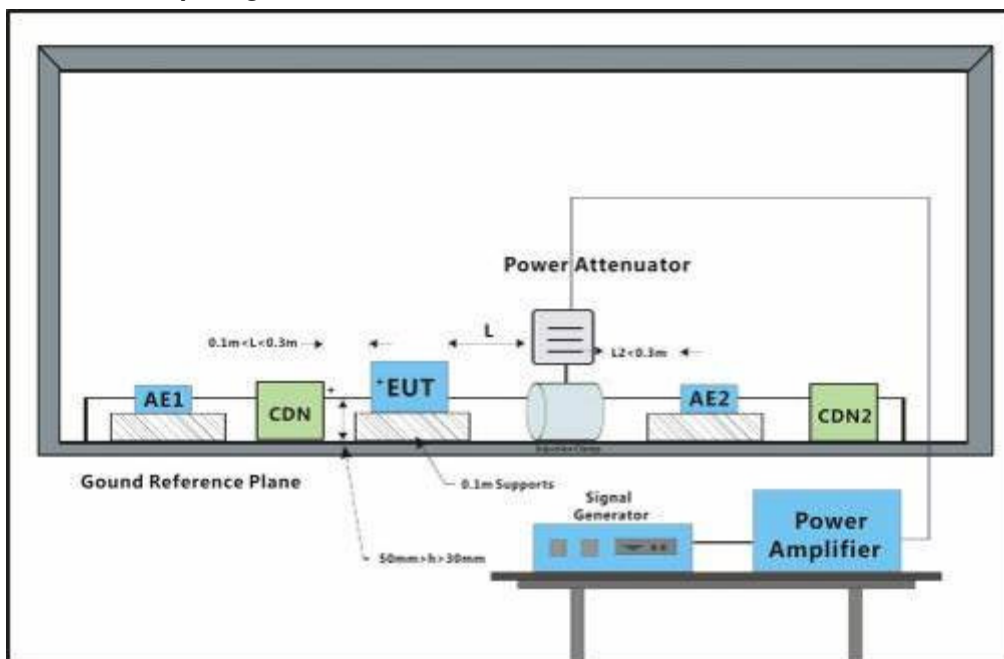 Power Attenuator
L
0.1m<L<0.3m
L2<0.3m
EUT
AE1
CDN
AE2
CDN2
Gound Reference Plane
0.1m Supports
Signal
Generator
Power
Amplifier
50mm>h>30mm